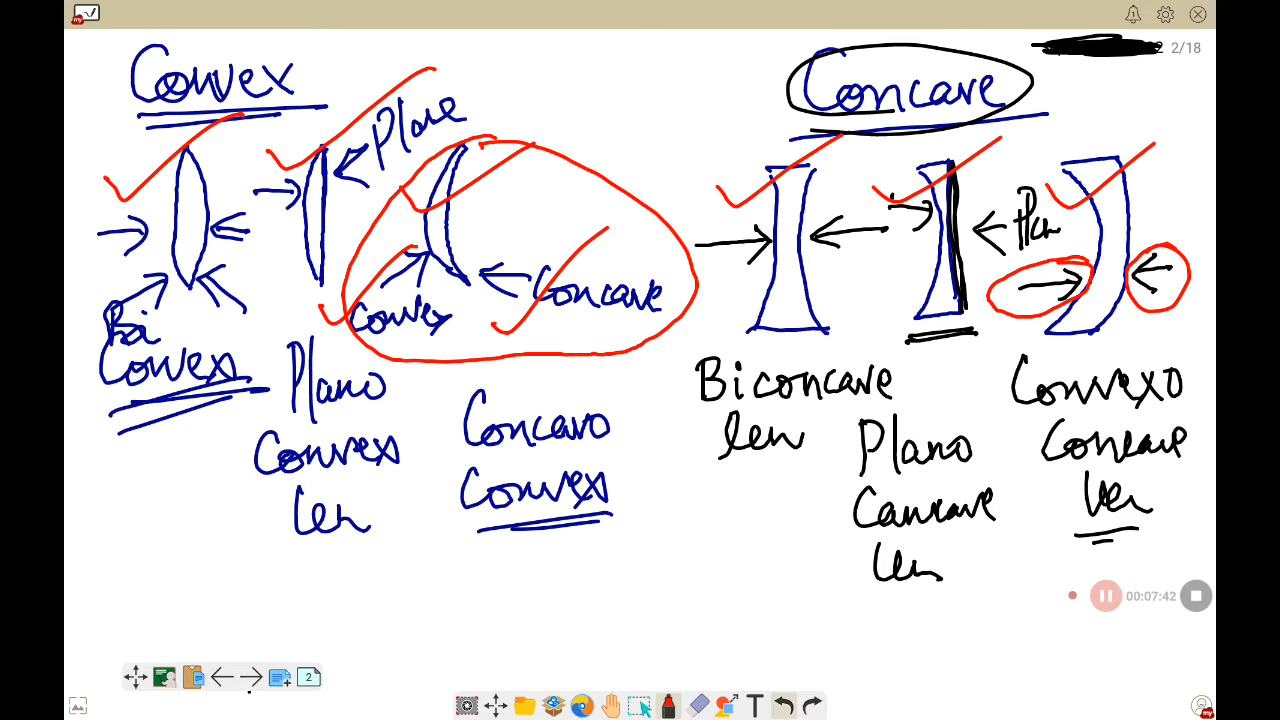 2/18
Convex
Plane
Convex
Concave
Bi
Convex
Plano
Convex
len
Concavo
Convex
Concave
Plan
Biconcave
len
Plano
Concave
len
Convexo
Concave
len
00:07:42
2
T